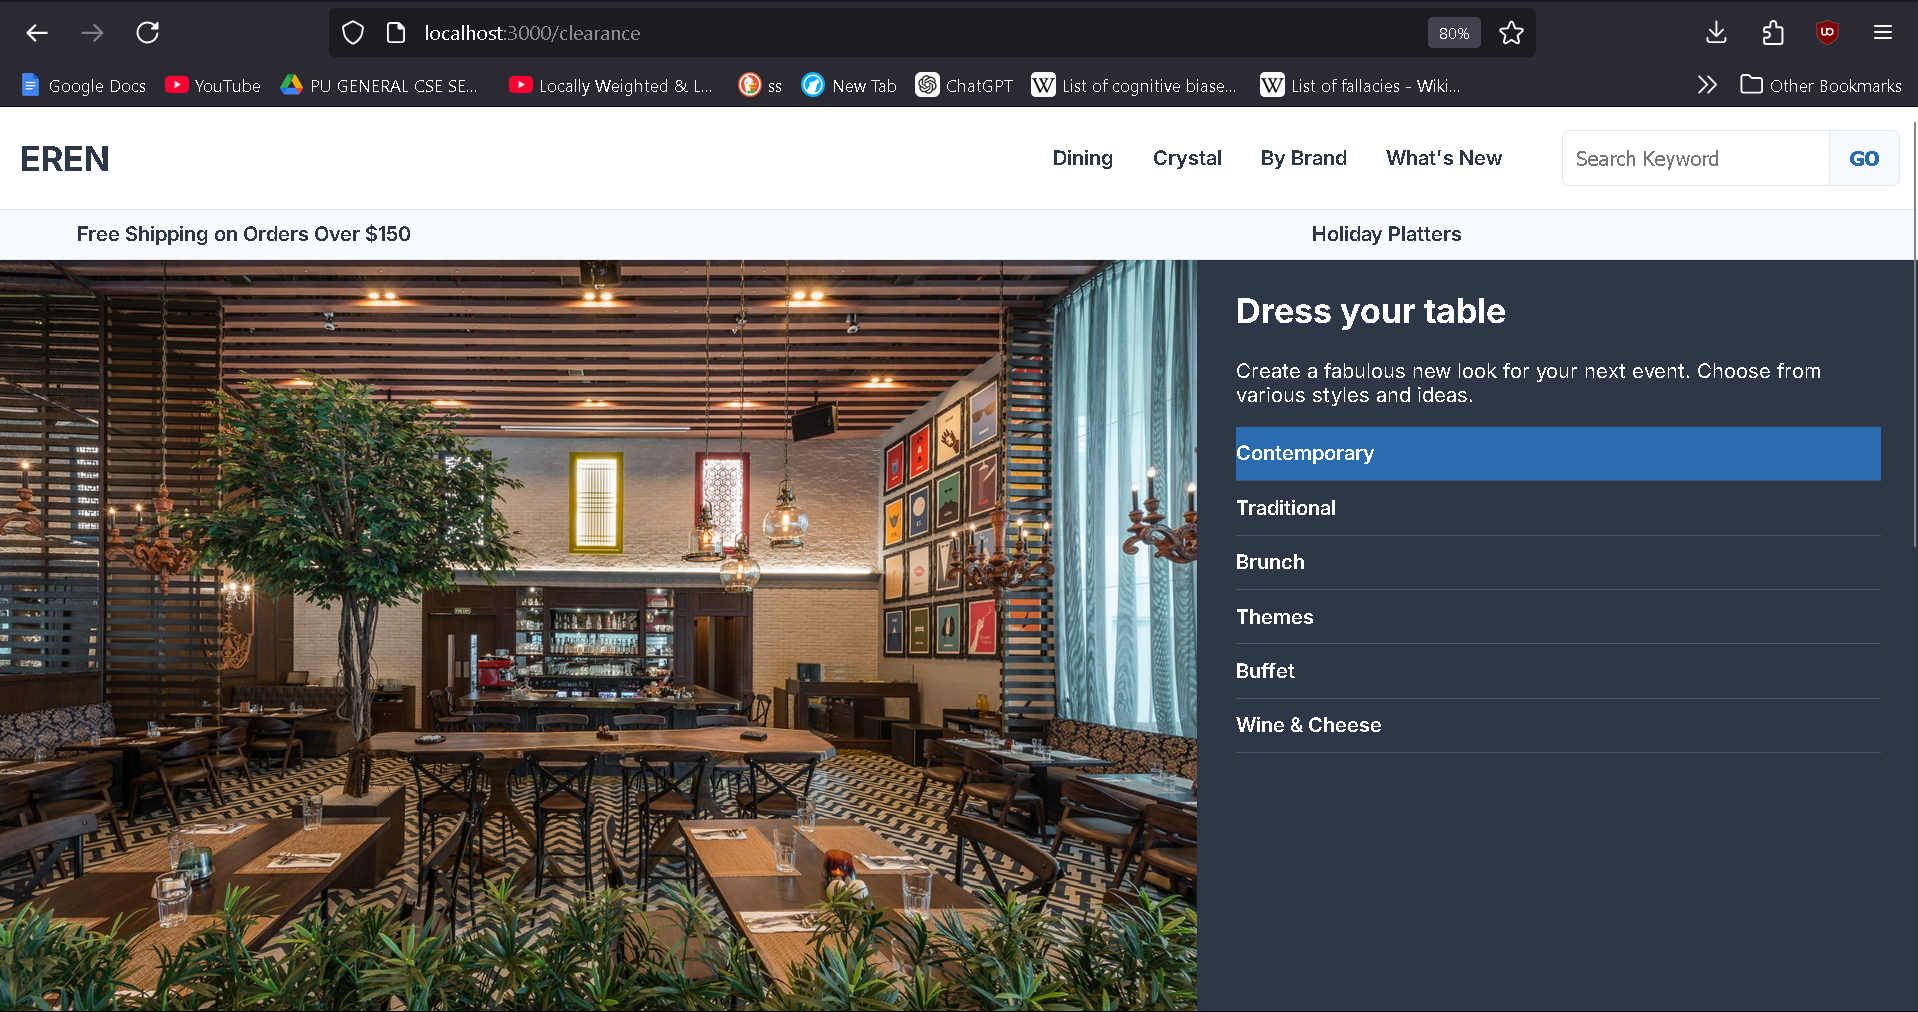 localhost:3000/clearance
80%
Google Docs
YouTube
PU GENERAL CSE SE...
Locally Weighted & L...
ss
New Tab
ChatGPT
List of cognitive biase...
List of fallacies - Wiki...
Other Bookmarks
EREN
Dining
Crystal
By Brand
What's New
Search Keyword
GO
Free Shipping on Orders Over $150
Holiday Platters
Dress your table
Create a fabulous new look for your next event. Choose from
various styles and ideas.
Contemporary
Traditional
Brunch
Themes
Buffet
Wine & Cheese